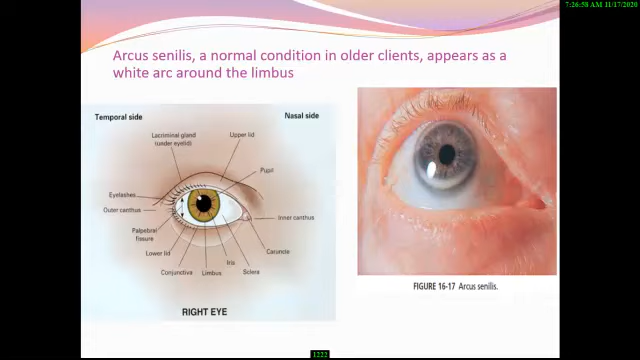 7:26:58 AM 11/17/2020
Arcus senilis, a normal condition in older clients, appears as a
white arc around the limbus
Temporal side
Nasal side
Lacriminal gland
(under eyelid)
Upper lid
Pupil
Eyelashes
Outer canthus
Inner canthus
Palpebral
fissure
Lower lid
Caruncle
Iris
Conjunctiva
Limbus
Sclera
RIGHT EYE
FIGURE 16-17 Arcus senilis.
1222